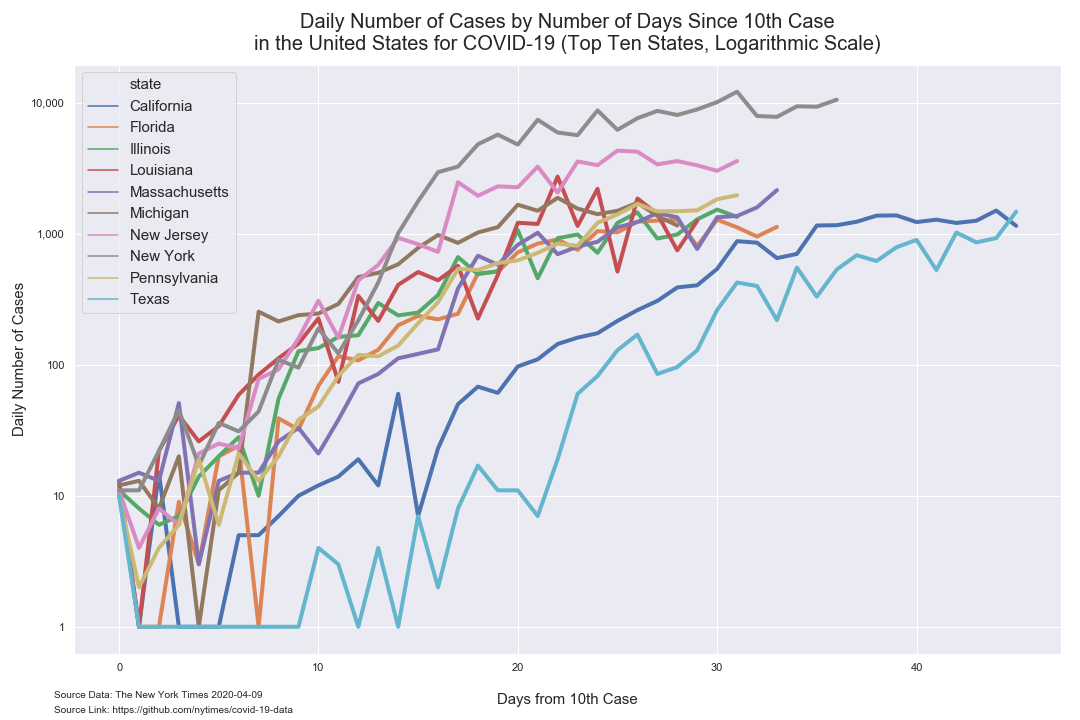 Daily Number of Cases by Number of Days Since 10th Case
in the United States for COVID-19 (Top Ten States, Logarithmic Scale)
state
California
Florida
Illinois
Louisiana
Massachusetts
Michigan
New Jersey
New York
Pennsylvania
Texas
Daily Number of Cases
10,000
1,000
100
10
1
0
10
20
30
40
Days from 10th Case
Source Data: The New York Times 2020-04-09
Source Link: https://github.com/nytimes/covid-19-data